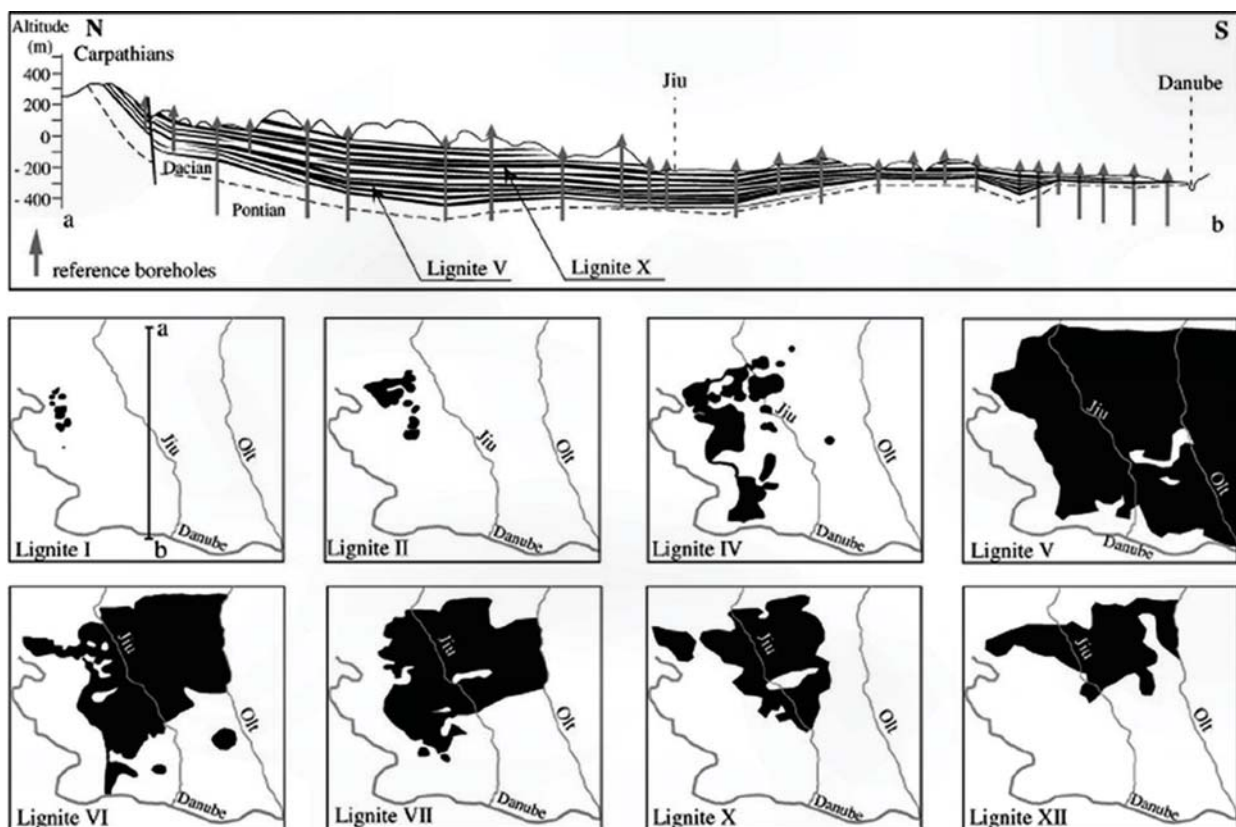 Altitude N S
(m) Carpathians Jiu Danube
400
200
0
- 200 Dacian
- 400 Pontian
a b
Lignite V Lignite X
reference boreholes
a
Jiu
Olt
b
Lignite I Danube
Jiu
Olt
Lignite II Danube
Jiu
Olt
Lignite IV Danube
Jiu
Olt
Lignite V Danube
Jiu
Olt
Lignite VI Danube
Jiu
Olt
Lignite VII Danube
Jiu
Olt
Lignite X Danube
Jiu
Olt
Lignite XII Danube